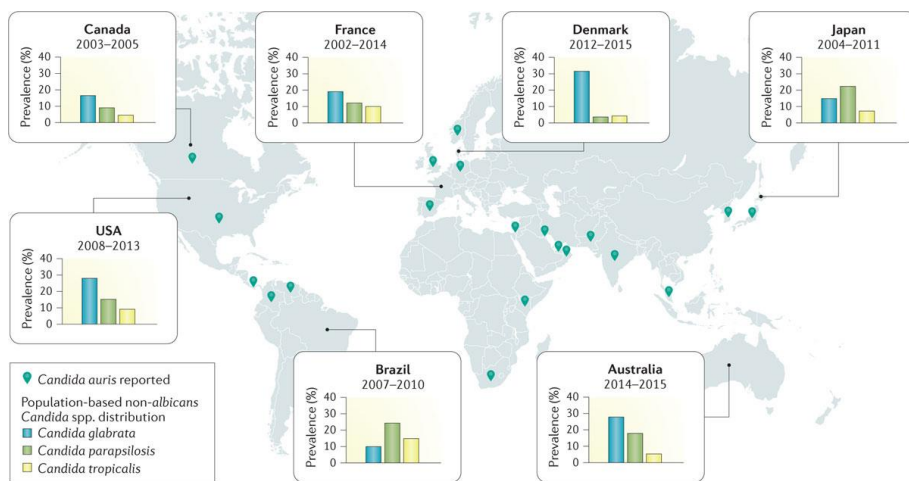 Canada
2003–2005
Prevalence (%)
40
30
20
10
0
France
2002–2014
Prevalence (%)
40
30
20
10
0
Denmark
2012–2015
Prevalence (%)
40
30
20
10
0
Japan
2004–2011
Prevalence (%)
40
30
20
10
0
USA
2008–2013
Prevalence (%)
40
30
20
10
0
Brazil
2007–2010
Prevalence (%)
40
30
20
10
0
Australia
2014–2015
Prevalence (%)
40
30
20
10
0
Candida auris reported
Population-based non-albicans
Candida spp. distribution
Candida glabrata
Candida parapsilosis
Candida tropicalis